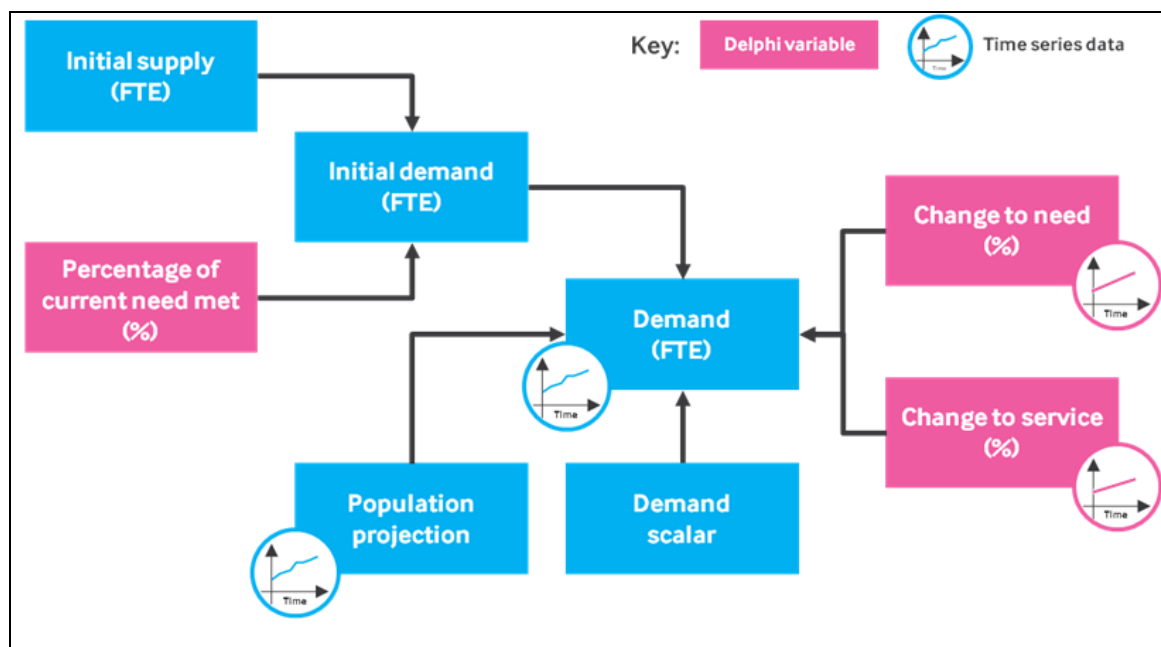 Initial supply
(FTE)
Key:
Delphi variable
Time
Time series data
Initial demand
(FTE)
Change to need
(%)
Time
Percentage of
current need met
(%)
Demand
(FTE)
Time
Change to service
(%)
Time
Population
projection
Time
Demand
scalar